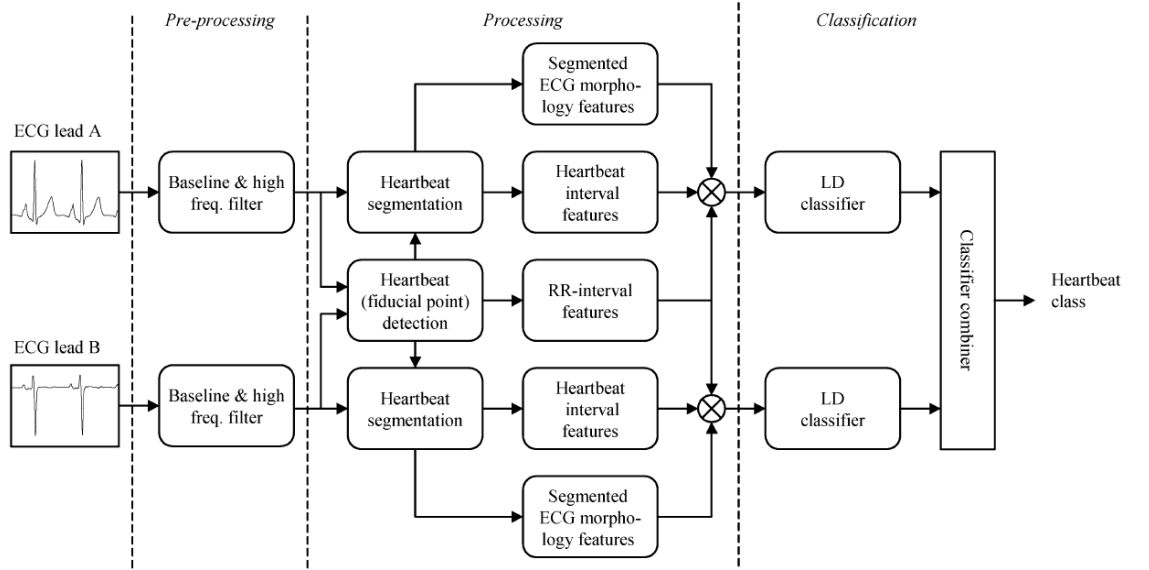 Pre-processing
Processing
Classification
Segmented
ECG morpho-
logy features
ECG lead A
Baseline & high
freq. filter
Heartbeat
segmentation
Heartbeat
interval
features
LD
classifier
Heartbeat
(fiducial point)
detection
RR-interval
features
Classifier combiner
Heartbeat
class
ECG lead B
Baseline & high
freq. filter
Heartbeat
segmentation
Heartbeat
interval
features
LD
classifier
Segmented
ECG morpho-
logy features